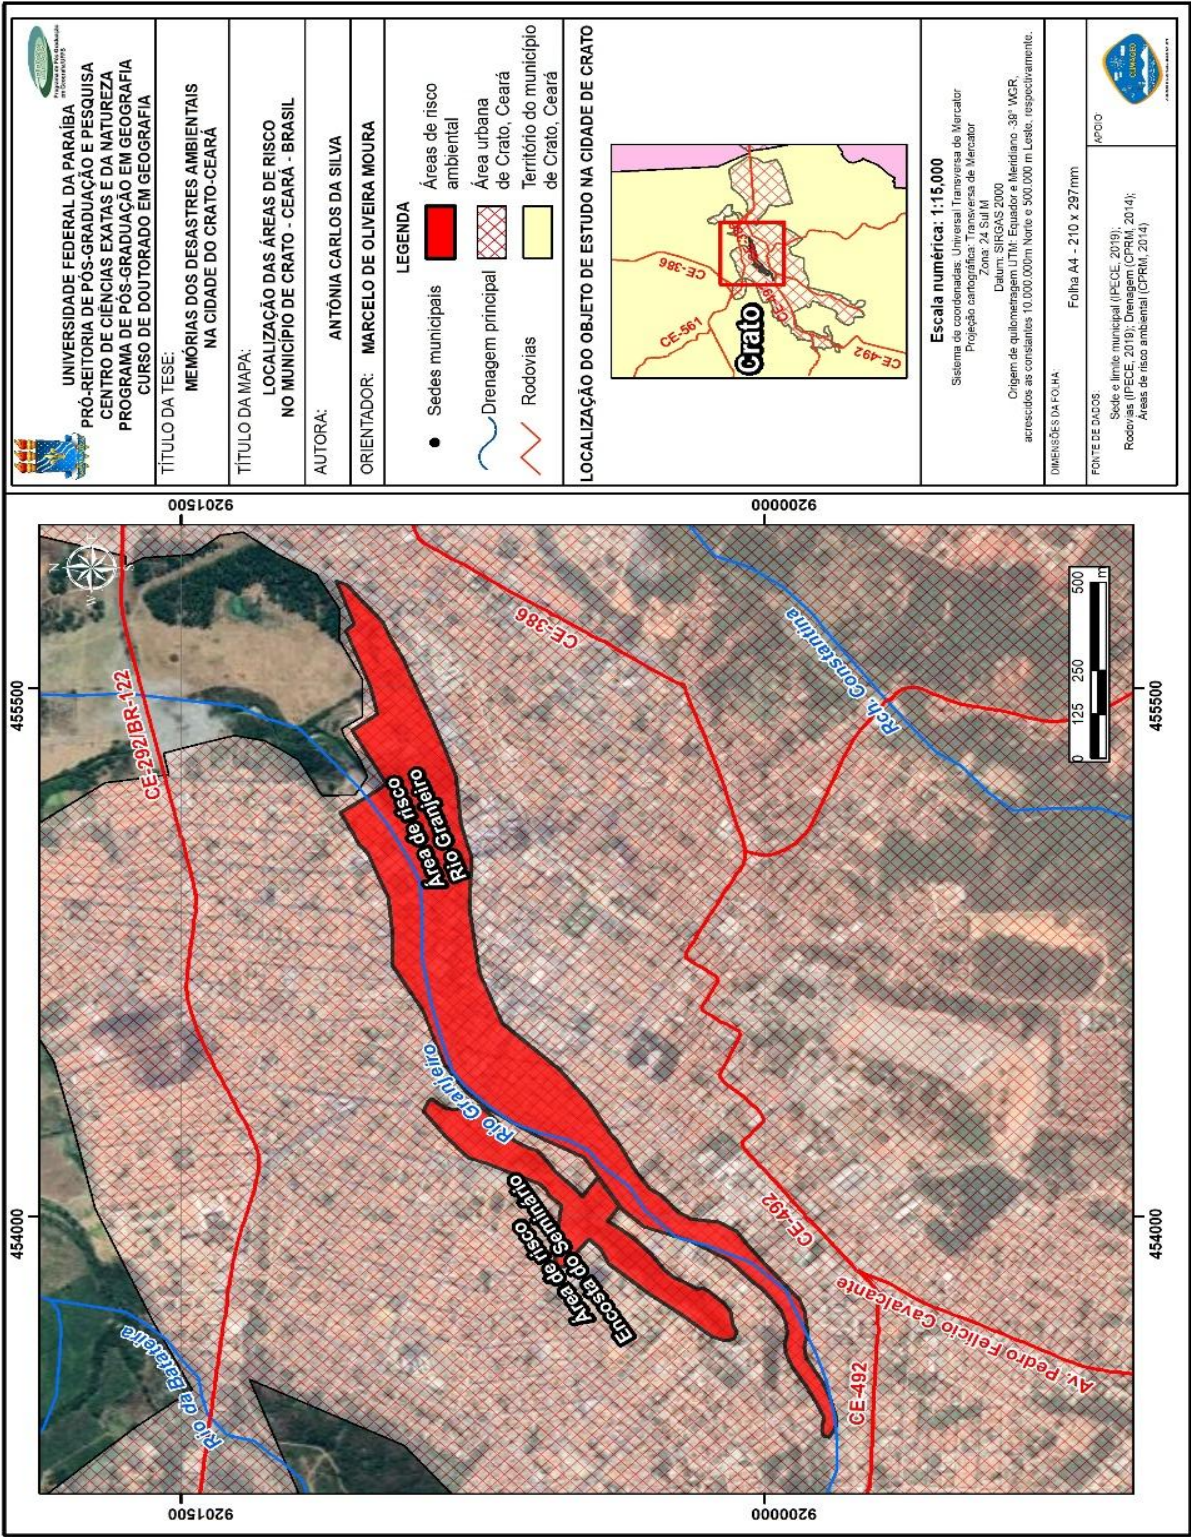 UNIVERSIDADE FEDERAL DA PARAÍBA
PRÓ-REITORIA DE PÓS-GRADUAÇÃO E PESQUISA
CENTRO DE CIÊNCIAS EXATAS E DA NATUREZA
PROGRAMA DE PÓS-GRADUAÇÃO EM GEOGRAFIA
CURSO DE DOUTORADO EM GEOGRAFIA
TÍTULO DA TESE:
MEMÓRIAS DOS DESASTRES AMBIENTAIS
NA CIDADE DO CRATO-CEARÁ
TÍTULO DA MAPA:
LOCALIZAÇÃO DAS ÁREAS DE RISCO
NO MUNICÍPIO DE CRATO - CEARÁ - BRASIL
AUTORA:
ANTÔNIA CARLOS DA SILVA
ORIENTADOR: MARCELO DE OLIVEIRA MOURA
LEGENDA
Sedes municipais
Drenagem principal
Rodovias
Áreas de risco
ambiental
Área urbana
de Crato, Ceará
Território do município
de Crato, Ceará
LOCALIZAÇÃO DO OBJETO DE ESTUDO NA CIDADE DE CRATO
CE-561
CE-386
Crato
CE-492
Escala numérica: 1:15,000
Sistema de coordenadas: Universal Transversa de Mercator
Projeção cartográfica: Transversa de Mercator
Zona: 24 Sul M
Datum: SIRGAS 2000
Origem de quilometragem UTM: Equador e Meridiano -39° WGR,
acrescidos as constantes 10.000.000m Norte e 500.000 m Leste, respectivamente.
DIMENSÕES DA FOLHA:
Folha A4 - 210 x 297mm
FONTE DE DADOS:
Sede e limite municipal (IPECE, 2019);
Rodovias (IPECE, 2019); Drenagem (CPRM, 2014);
Áreas de risco ambiental (CPRM, 2014)
APOIO:
CLIMAGEO
454000
455500
9201500
9201500
N
S
W
CE-292/BR-122
Rio da Batateira
Área de risco
Rio Granjeiro
Rio Granjeiro
Área de risco
Encosta do Seminário
CE-386
Rch. Constantina
CE-492
CE-492
Av. Pedro Felício Cavalcante
0 125 250 500
m
9200000
9200000
454000
455500